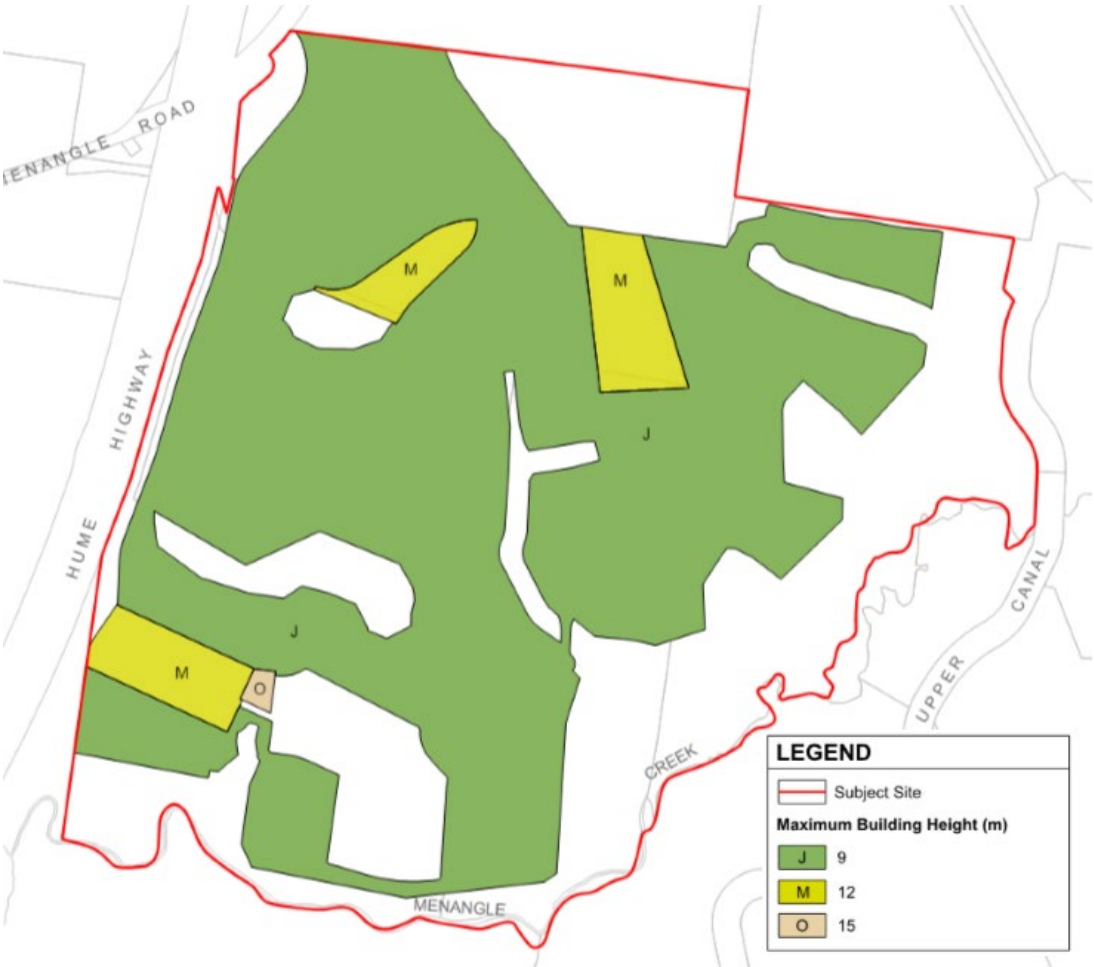 MENANGLE ROAD
M
M
HUME HIGHWAY
J
J
M
O
UPPER CANAL
CREEK
MENANGLE
LEGEND
Subject Site
Maximum Building Height (m)
J 9
M 12
O 15